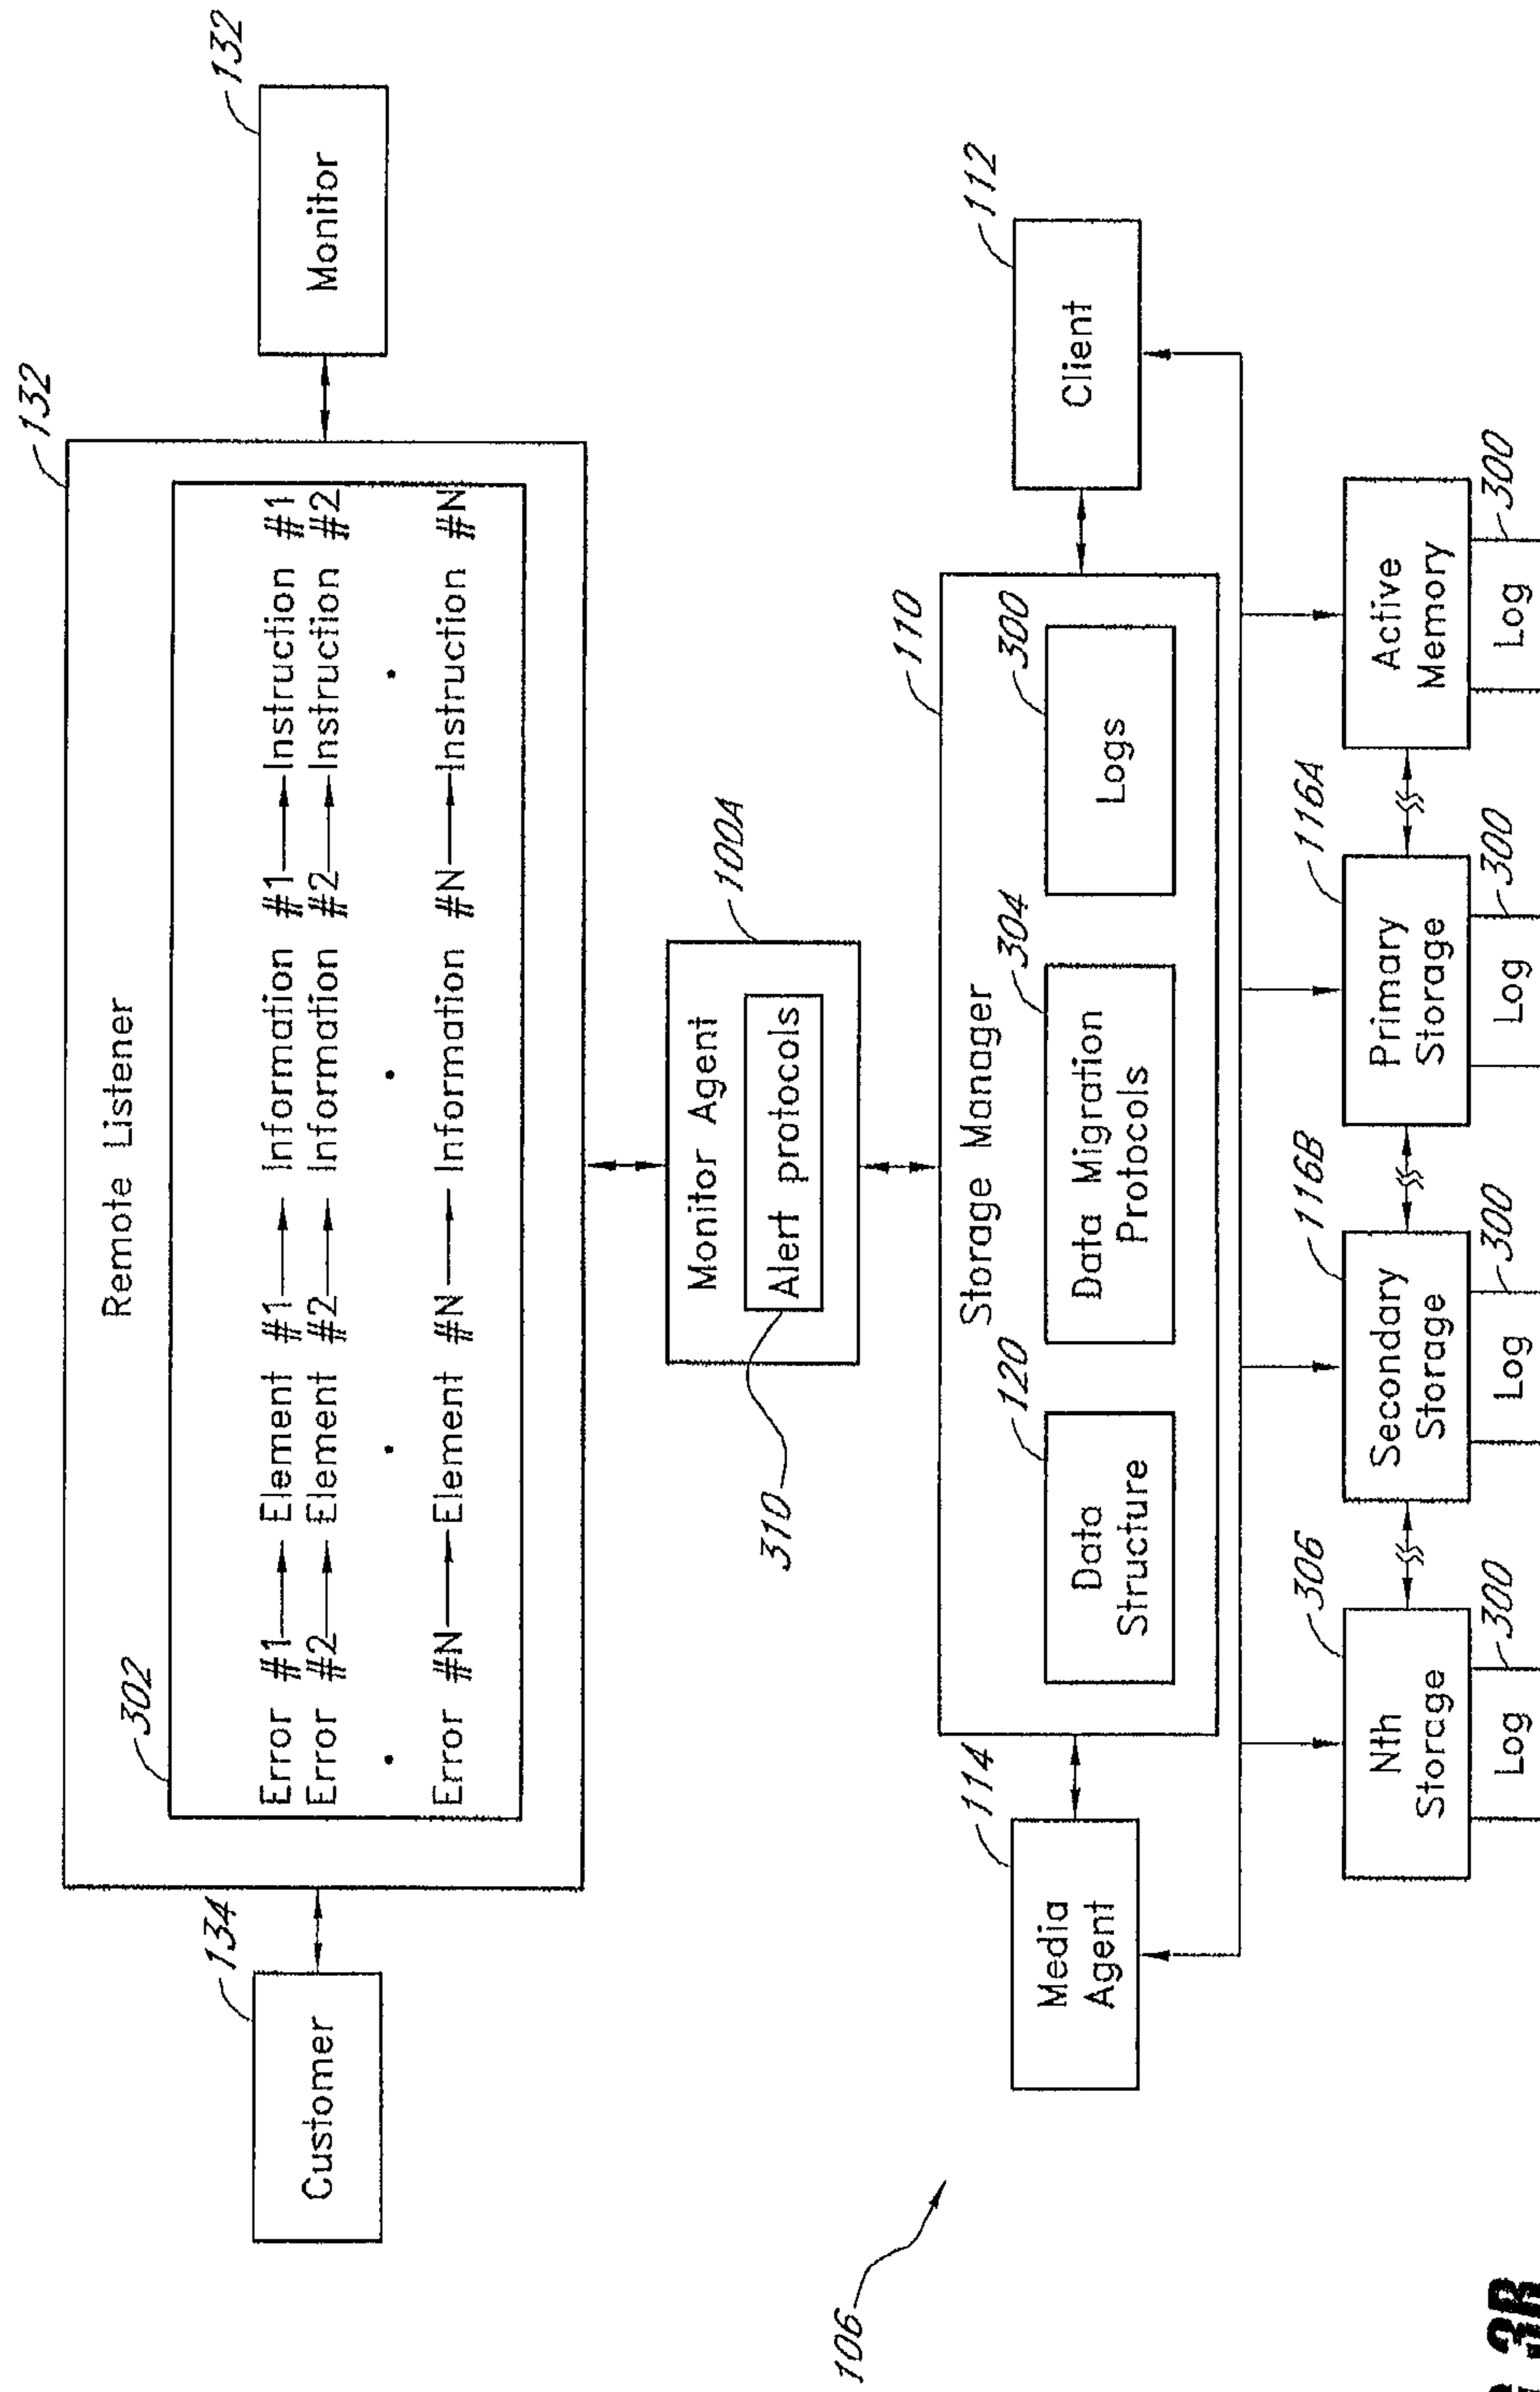 132
132
Remote Listener
302
134
Customer
Error #1 Element #1 Information #1 Instruction #1
Error #2 Element #2 Information #2 Instruction #2
Error #N Element #N Information #N Instruction #N
Monitor
100A
Monitor Agent
Alert protocols
310
106
110
112
Storage Manager
114
Media
Agent
120
304
300
Data
Structure
Data Migration
Protocols
Logs
Client
306
116B
116A
Nth
Storage
Secondary
Storage
Primary
Storage
Active
Memory
300
300
300
300
Log
Log
Log
Log
3B